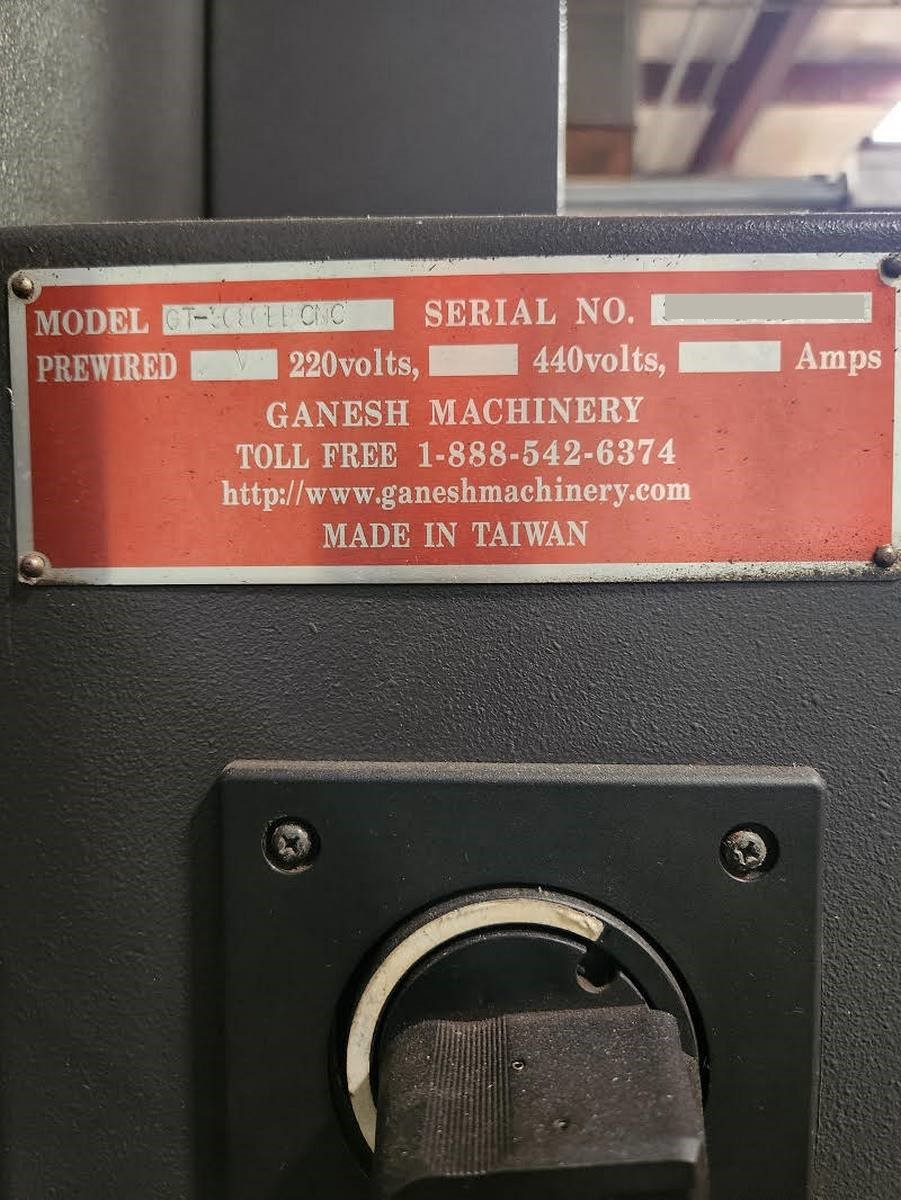 MODEL CNC SERIAL NO.
PREWIRED V 220volts, 440volts, Amps
GANESH MACHINERY
TOLL FREE 1-888-542-6374
http://www.ganeshmachinery.com
MADE IN TAIWAN